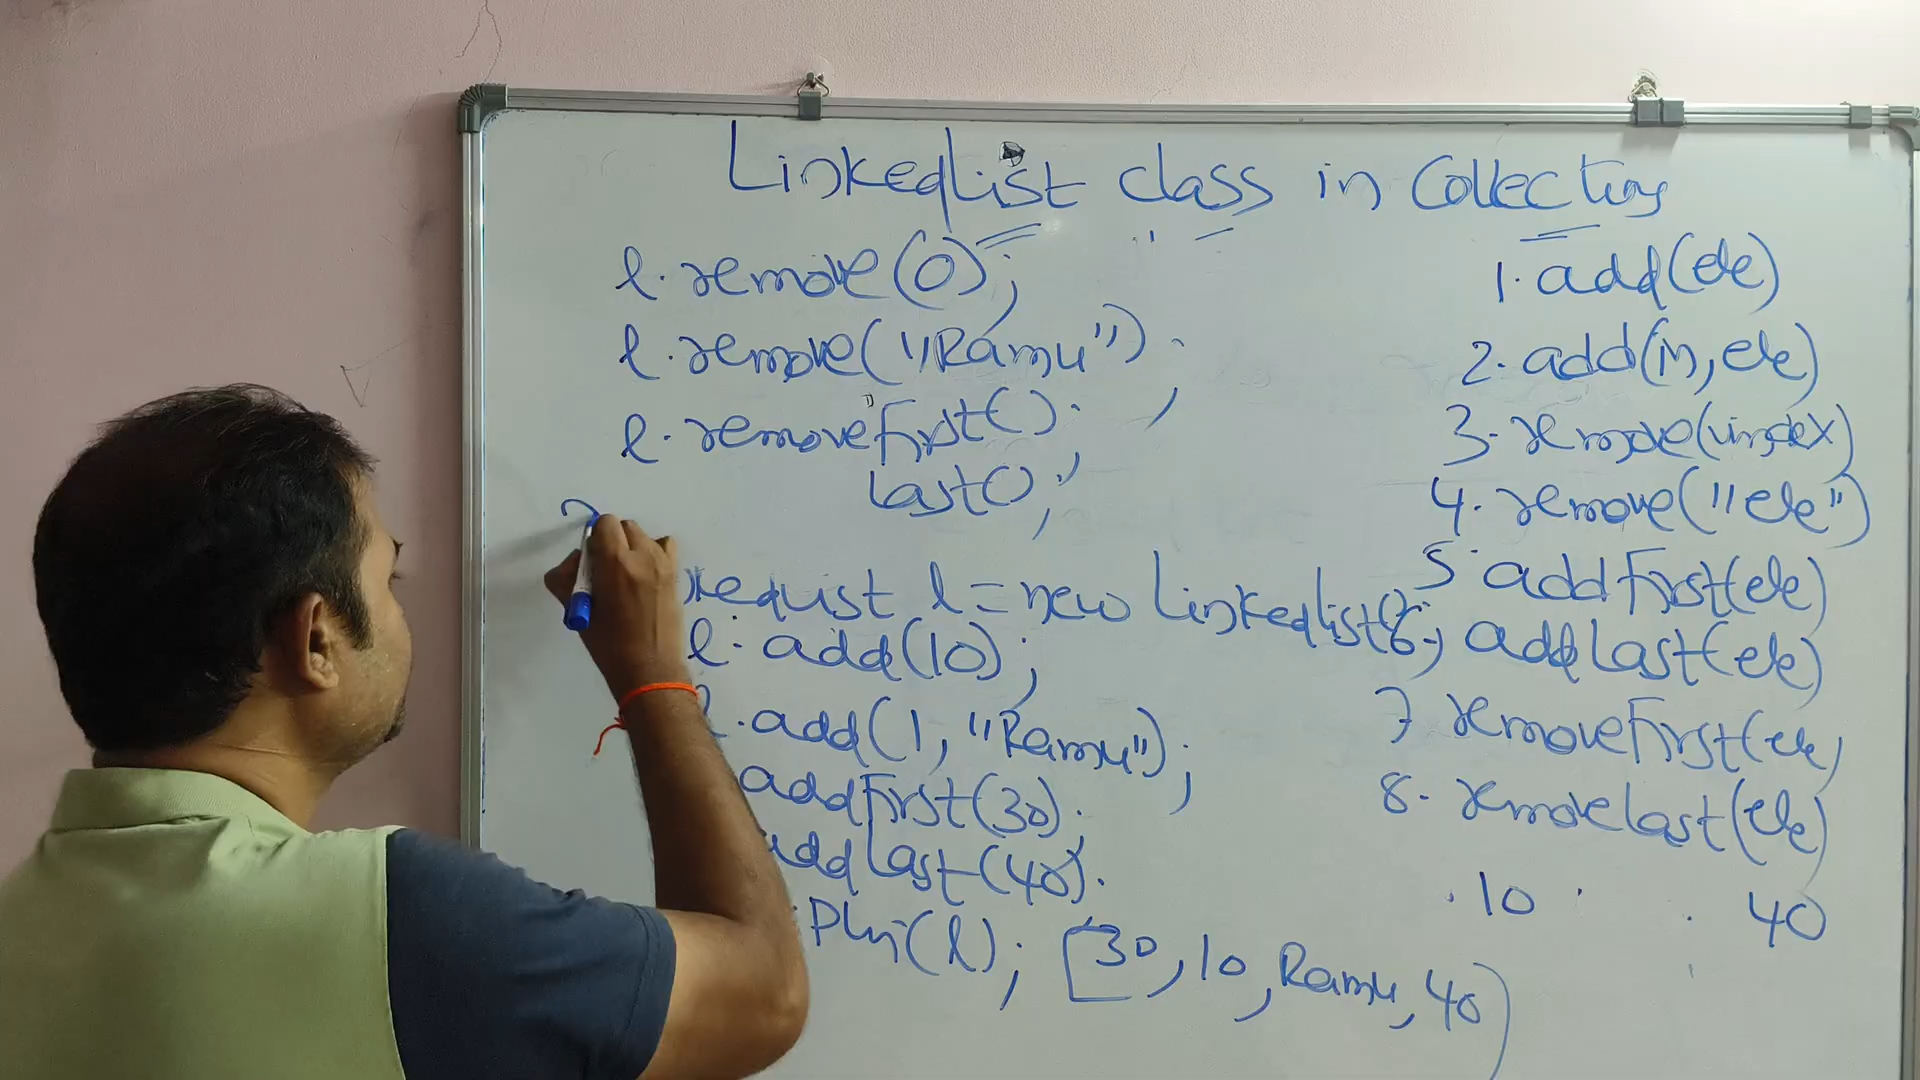 LinkedList class in Collections
l.remove(0);
l.remove("Ramu");
l.removefirst();
Last();
l = new LinkedList();
l.add(10);
l.add(1, "Ramu");
addFirst(30);
addLast(40);
Pln(l); [30, 10, Ramu, 40]
1. add(ele)
2. add(in, ele)
3. remove(index)
4. remove("ele")
5. addfirst(ele)
6. addLast(ele)
7 removeFirst(ele)
8. removelast(ele)
10 40